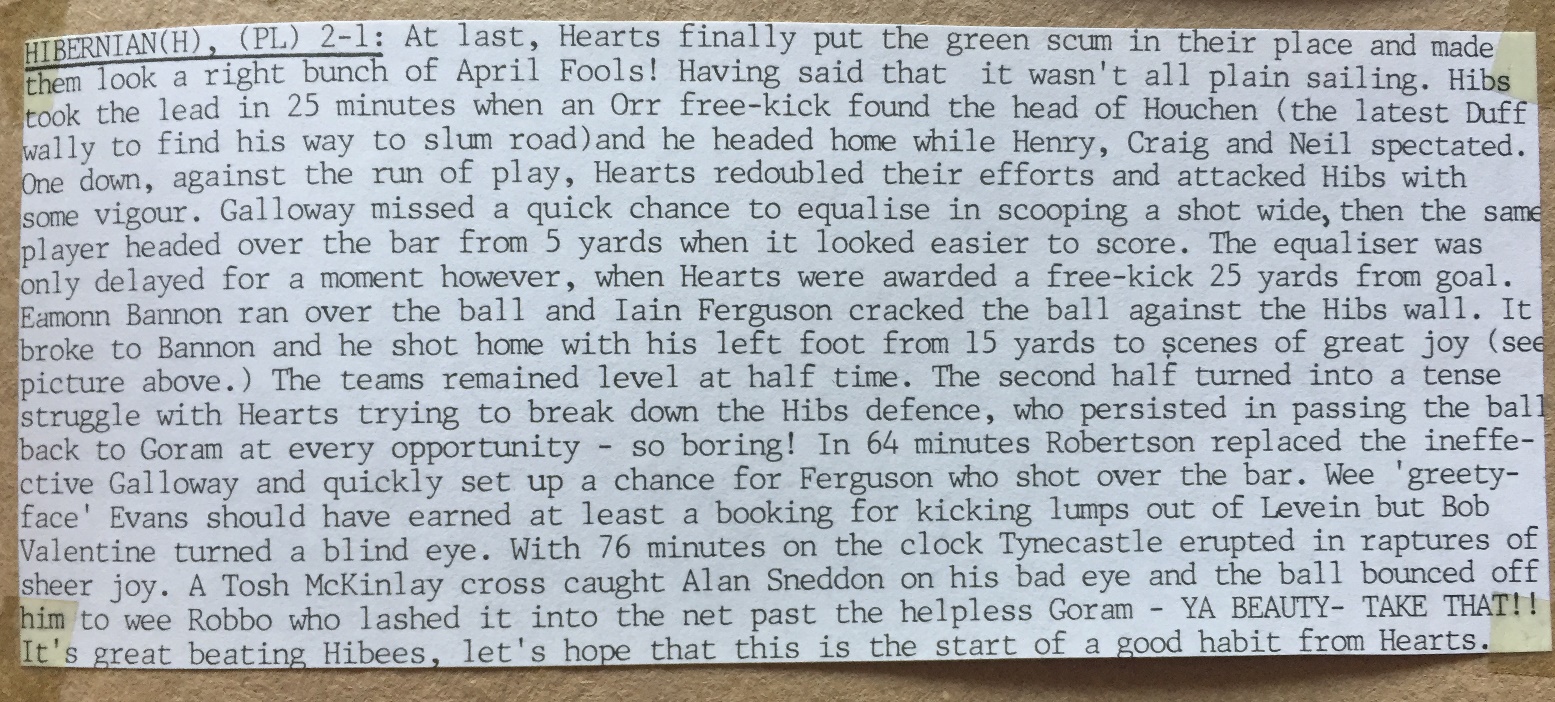 HIBERNIAN(H), (PL) 2-1: At last, Hearts finally put the green scum in their place and made
them look a right bunch of April Fools! Having said that  it wasn't all plain sailing. Hibs
took the lead in 25 minutes when an Orr free-kick found the head of Houchen (the latest Duff
wally to find his way to slum road)and he headed home while Henry, Craig and Neil spectated.
One down, against the run of play, Hearts redoubled their efforts and attacked Hibs with
some vigour. Galloway missed a quick chance to equalise in scooping a shot wide, then the same
player headed over the bar from 5 yards when it looked easier to score. The equaliser was
only delayed for a moment however, when Hearts were awarded a free-kick 25 yards from goal.
Eamonn Bannon ran over the ball and Iain Ferguson cracked the ball against the Hibs wall. It
broke to Bannon and he shot home with his left foot from 15 yards to scenes of great joy (see
picture above.) The teams remained level at half time. The second half turned into a tense
struggle with Hearts trying to break down the Hibs defence, who persisted in passing the ball
back to Goram at every opportunity - so boring! In 64 minutes Robertson replaced the ineffe-
ctive Galloway and quickly set up a chance for Ferguson who shot over the bar. Wee 'greety-
face' Evans should have earned at least a booking for kicking lumps out of Levein but Bob
Valentine turned a blind eye. With 76 minutes on the clock Tynecastle erupted in raptures of
sheer joy. A Tosh McKinlay cross caught Alan Sneddon on his bad eye and the ball bounced off
him to wee Robbo who lashed it into the net past the helpless Goram - YA BEAUTY- TAKE THAT!!
It's great beating Hibees, let's hope that this is the start of a good habit from Hearts.